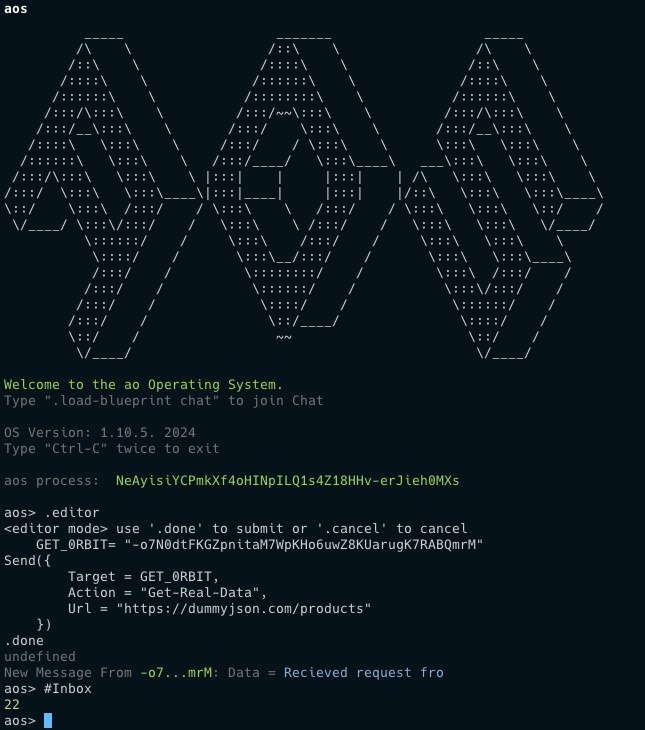 aos
Welcome to the ao Operating System.
Type ".load-blueprint chat" to join Chat
OS Version: 1.10.5. 2024
Type "Ctrl-C" twice to exit
aos process:  NeAyisiYCPmkXf4oHINpILQ1s4Z18HHv-erJieh0MXs
aos> .editor
<editor mode> use '.done' to submit or '.cancel' to cancel
    GET_0RBIT= "-o7N0dtFKGZpnitaM7WpKHo6uwZ8KUarugK7RABQmrM"
Send({
        Target = GET_0RBIT,
        Action = "Get-Real-Data",
        Url = "https://dummyjson.com/products"
    })
.done
undefined
New Message From -o7...mrM: Data = Recieved request fro
aos> #Inbox
22
aos>